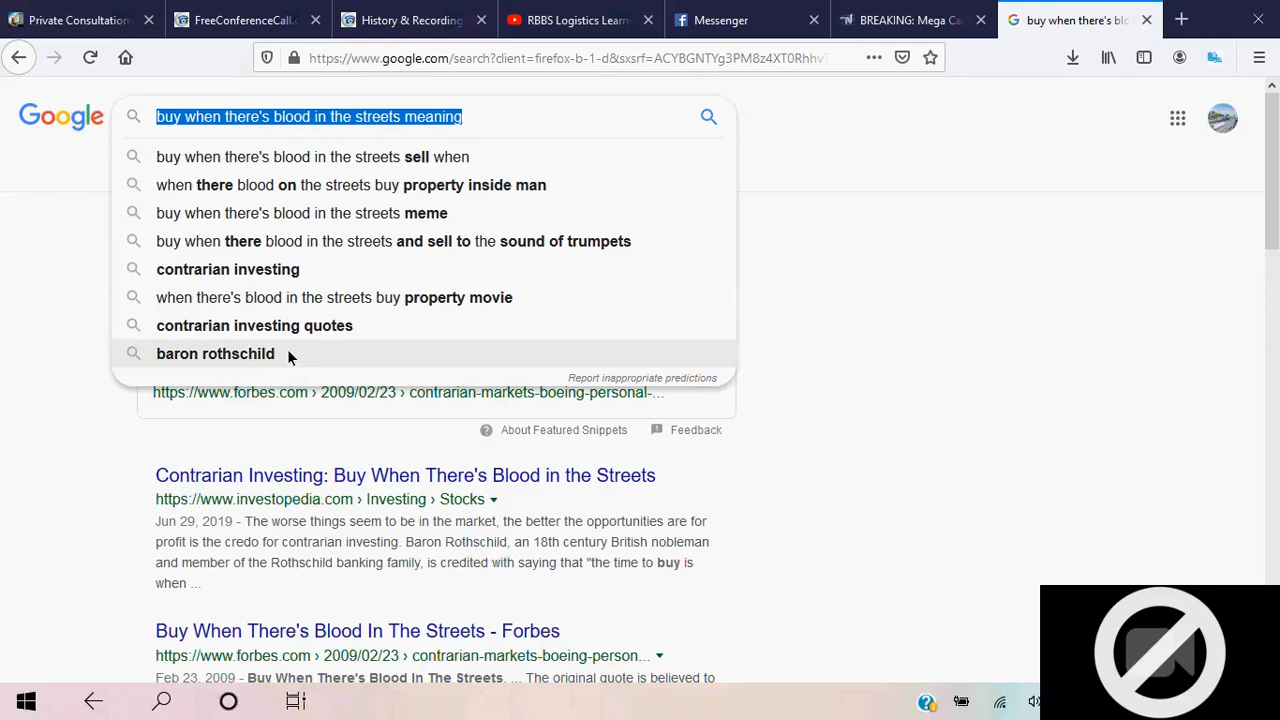 Private Consultation
FreeConferenceCall.c
History & Recording
RBBS Logistics Learn
Messenger
BREAKING: Mega Ca
buy when there's blo
https://www.google.com/search?client=firefox-b-1-d&sxsrf=ACYBGNTYg3PM8z4XT0Rhhv
Google
buy when there's blood in the streets meaning
buy when there's blood in the streets sell when
when there blood on the streets buy property inside man
buy when there's blood in the streets meme
buy when there blood in the streets and sell to the sound of trumpets
contrarian investing
when there's blood in the streets buy property movie
contrarian investing quotes
baron rothschild
Report inappropriate predictions
https://www.forbes.com › 2009/02/23 › contrarian-markets-boeing-personal-...
About Featured Snippets
Feedback
Contrarian Investing: Buy When There's Blood in the Streets
https://www.investopedia.com › Investing › Stocks
Jun 29, 2019 - The worse things seem to be in the market, the better the opportunities are for
profit is the credo for contrarian investing. Baron Rothschild, an 18th century British nobleman
and member of the Rothschild banking family, is credited with saying that "the time to buy is
when ...
Buy When There's Blood In The Streets - Forbes
https://www.forbes.com › 2009/02/23 › contrarian-markets-boeing-person...
Feb 23, 2009 - Buy When There's Blood In The Streets. ... The original quote is believed to